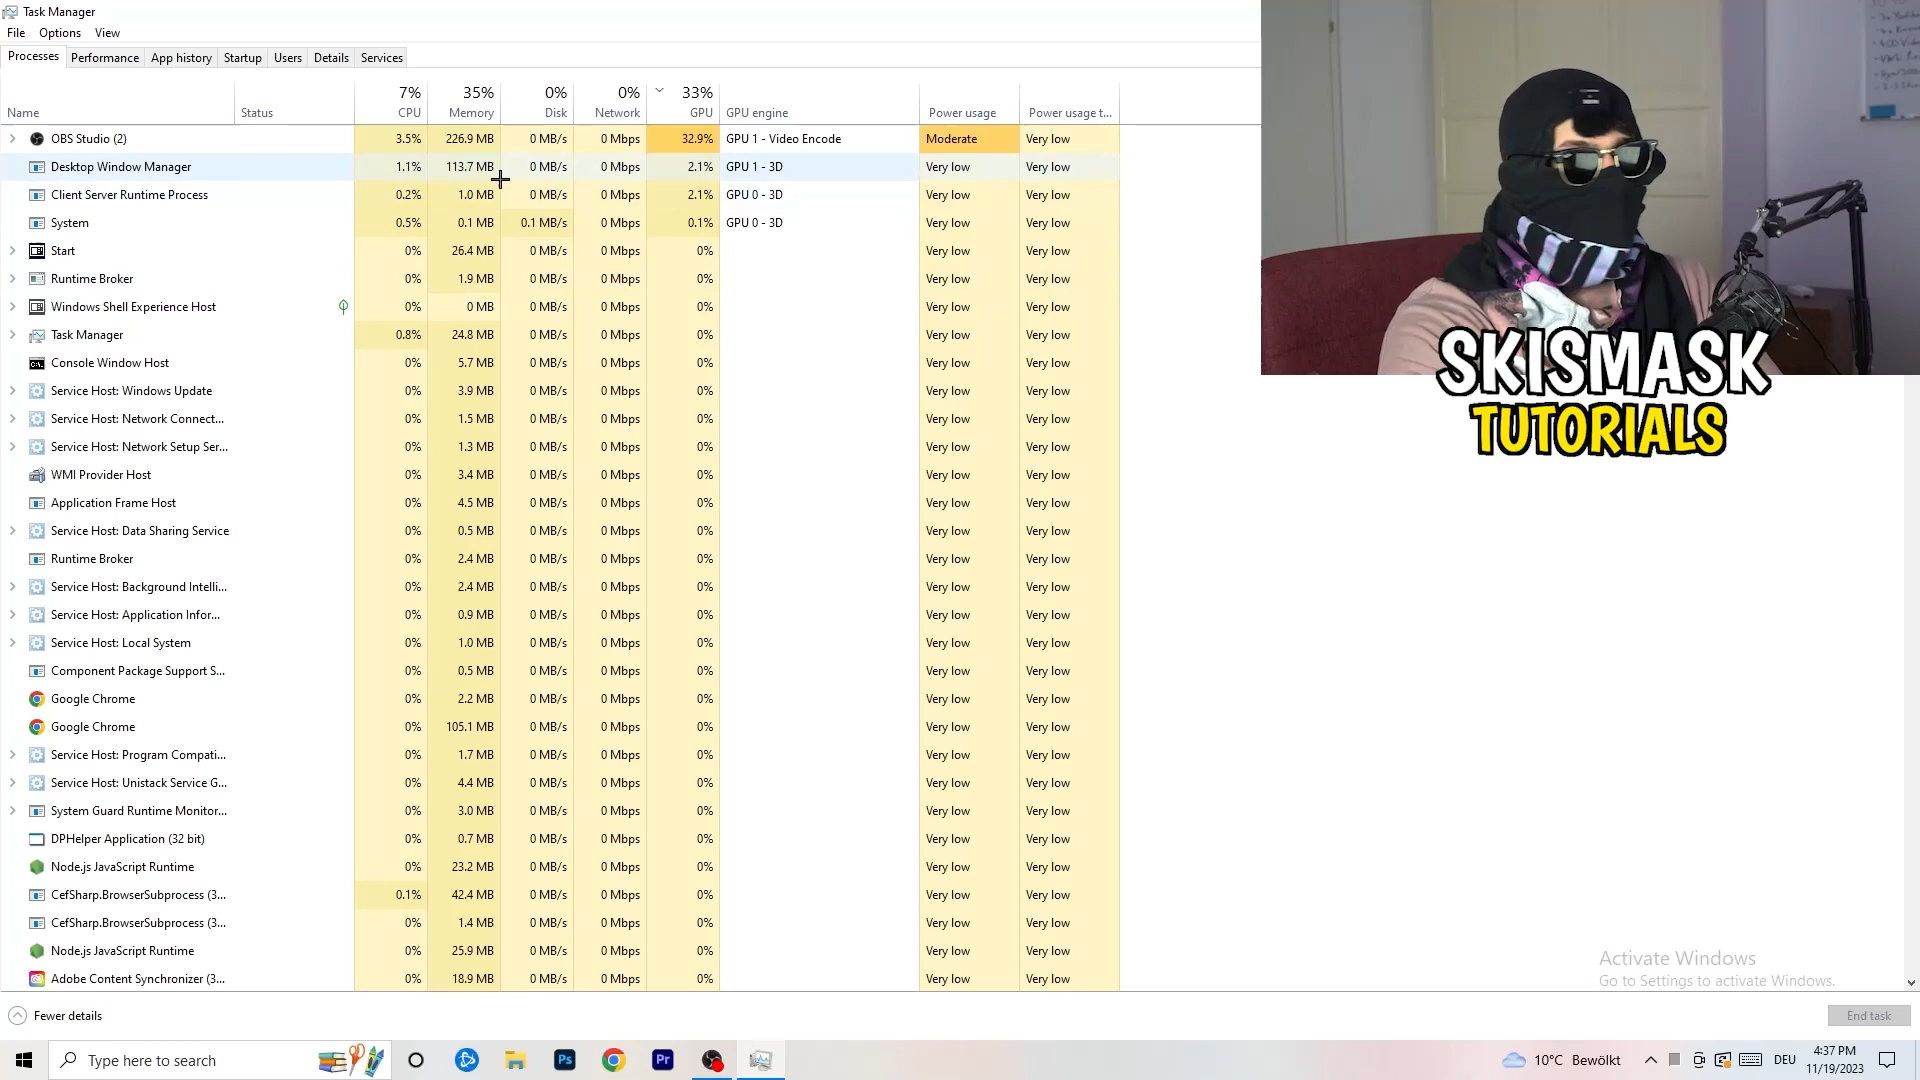 Task Manager
File Options View
Processes Performance App history Startup Users Details Services
7% 35% 0% 0% 33%
Name Status CPU Memory Disk Network GPU GPU engine Power usage Power usage t...
OBS Studio (2) 3.5% 226.9 MB 0 MB/s 0 Mbps 32.9% GPU 1 - Video Encode Moderate Very low
Desktop Window Manager 1.1% 113.7 MB 0 MB/s 0 Mbps 2.1% GPU 1 - 3D Very low Very low
Client Server Runtime Process 0.2% 1.0 MB 0 MB/s 0 Mbps 2.1% GPU 0 - 3D Very low Very low
System 0.5% 0.1 MB 0.1 MB/s 0 Mbps 0.1% GPU 0 - 3D Very low Very low
Start 0% 26.4 MB 0 MB/s 0 Mbps 0% Very low Very low
Runtime Broker 0% 1.9 MB 0 MB/s 0 Mbps 0% Very low Very low
Windows Shell Experience Host 0% 0 MB 0 MB/s 0 Mbps 0% Very low Very low
Task Manager 0.8% 24.8 MB 0 MB/s 0 Mbps 0% Very low Very low
Console Window Host 0% 5.7 MB 0 MB/s 0 Mbps 0% Very low Very low
Service Host: Windows Update 0% 3.9 MB 0 MB/s 0 Mbps 0% Very low Very low
Service Host: Network Connect... 0% 1.5 MB 0 MB/s 0 Mbps 0% Very low Very low
Service Host: Network Setup Ser... 0% 1.3 MB 0 MB/s 0 Mbps 0% Very low Very low
WMI Provider Host 0% 3.4 MB 0 MB/s 0 Mbps 0% Very low Very low
Application Frame Host 0% 4.5 MB 0 MB/s 0 Mbps 0% Very low Very low
Service Host: Data Sharing Service 0% 0.5 MB 0 MB/s 0 Mbps 0% Very low Very low
Runtime Broker 0% 2.4 MB 0 MB/s 0 Mbps 0% Very low Very low
Service Host: Background Intelli... 0% 2.4 MB 0 MB/s 0 Mbps 0% Very low Very low
Service Host: Application Infor... 0% 0.9 MB 0 MB/s 0 Mbps 0% Very low Very low
Service Host: Local System 0% 1.0 MB 0 MB/s 0 Mbps 0% Very low Very low
Component Package Support S... 0% 0.5 MB 0 MB/s 0 Mbps 0% Very low Very low
Google Chrome 0% 2.2 MB 0 MB/s 0 Mbps 0% Very low Very low
Google Chrome 0% 105.1 MB 0 MB/s 0 Mbps 0% Very low Very low
Service Host: Program Compati... 0% 1.7 MB 0 MB/s 0 Mbps 0% Very low Very low
Service Host: Unistack Service G... 0% 4.4 MB 0 MB/s 0 Mbps 0% Very low Very low
System Guard Runtime Monitor... 0% 3.0 MB 0 MB/s 0 Mbps 0% Very low Very low
DPHelper Application (32 bit) 0% 0.7 MB 0 MB/s 0 Mbps 0% Very low Very low
Node.js JavaScript Runtime 0% 23.2 MB 0 MB/s 0 Mbps 0% Very low Very low
CefSharp.BrowserSubprocess (3... 0.1% 42.4 MB 0 MB/s 0 Mbps 0% Very low Very low
CefSharp.BrowserSubprocess (3... 0% 1.4 MB 0 MB/s 0 Mbps 0% Very low Very low
Node.js JavaScript Runtime 0% 25.9 MB 0 MB/s 0 Mbps 0% Very low Very low
Adobe Content Synchronizer (3... 0% 18.9 MB 0 MB/s 0 Mbps 0% Very low Very low
SKISMASK
TUTORIALS
Activate Windows
Go to Settings to activate Windows.
Fewer details End task
Type here to search Ps Pr 10°C Bewölkt DEU 4:37 PM
11/19/2023